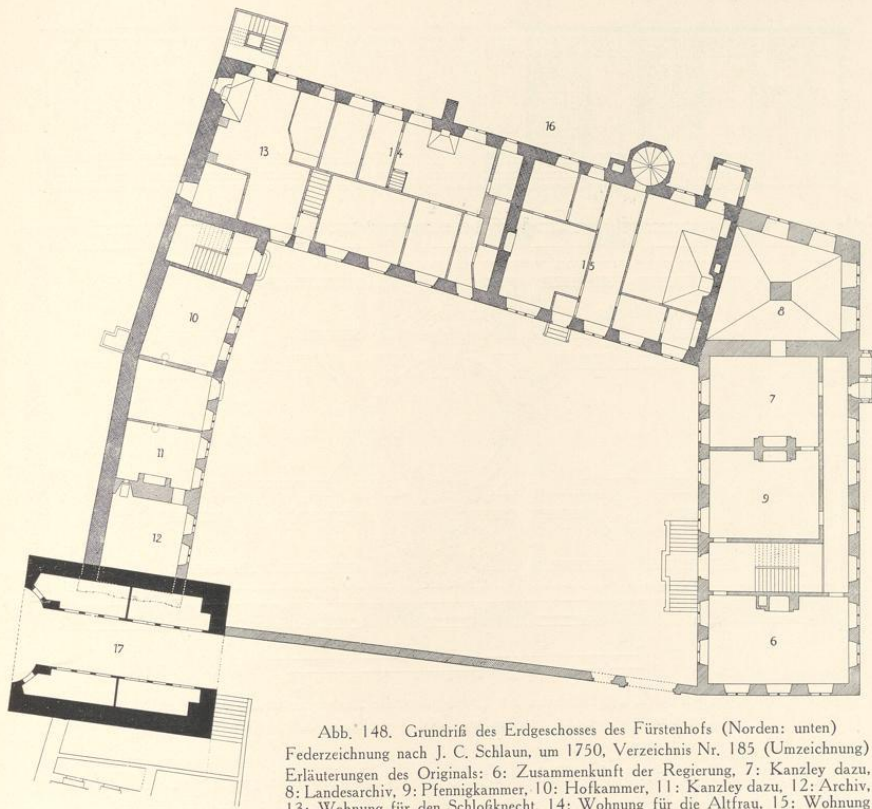 16
13
14
15
8
10
7
11
9
12
17
6
Abb. 148. Grundriß des Erdgeschosses des Fürstenhofs (Norden: unten)
Federzeichnung nach J. C. Schlaun, um 1750, Verzeichnis Nr. 185 (Umzeichnung)
Erläuterungen des Originals: 6: Zusammenkunft der Regierung, 7: Kanzley dazu,
8: Landesarchiv, 9: Pfennigkammer, 10: Hofkammer, 11: Kanzley dazu, 12: Archiv,
13: Wohnung für den Schloßknecht, 14: Wohnung für die Altfrau, 15: Wohnung